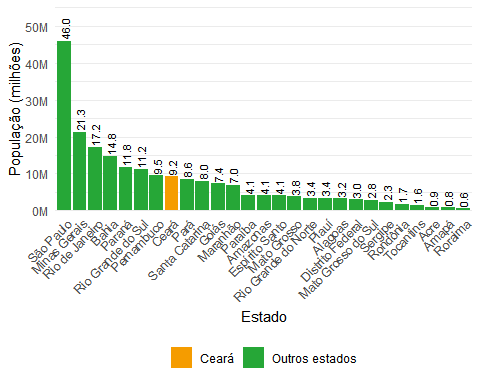 População (milhões)
50M
40M
30M
20M
10M
0M
46.0
21.3
17.2
14.8
11.8
11.2
9.5
9.2
8.6
8.0
7.4
7.0
4.1
4.1
4.1
3.8
3.4
3.4
3.2
3.0
2.8
2.3
1.7
1.6
0.9
0.8
0.6
São Paulo
Minas Gerais
Rio de Janeiro
Bahia
Paraná
Rio Grande do Sul
Pernambuco
Ceará
Pará
Santa Catarina
Goiás
Maranhão
Paraíba
Amazonas
Espírito Santo
Mato Grosso
Rio Grande do Norte
Piauí
Alagoas
Distrito Federal
Mato Grosso do Sul
Sergipe
Rondônia
Tocantins
Acre
Amapá
Roraima
Estado
Ceará
Outros estados